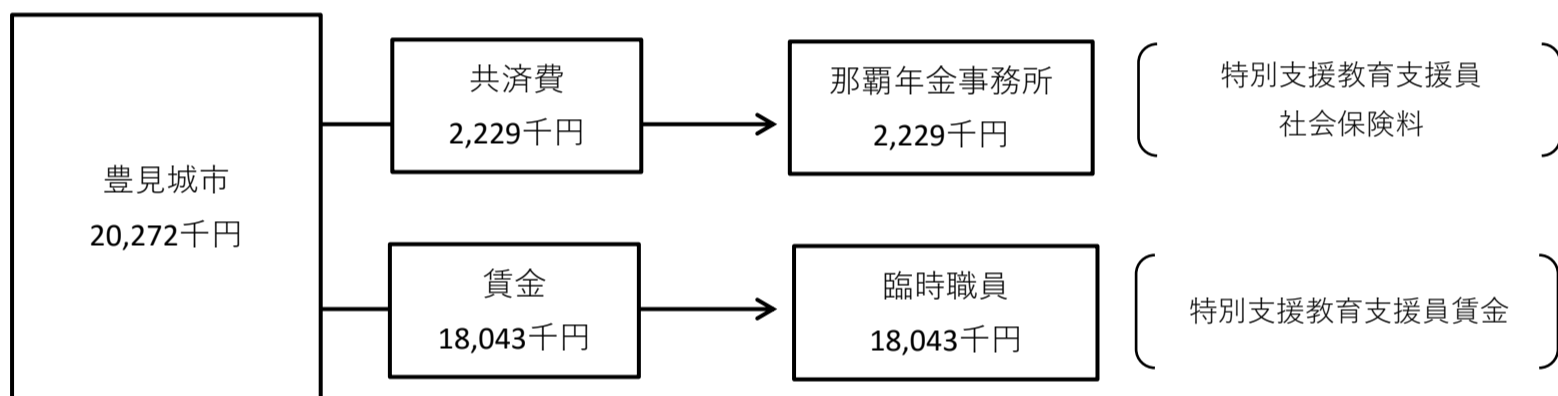 豊見城市
20,272千円
共済費
2,229千円
那覇年金事務所
2,229千円
特別支援教育支援員
社会保険料
賃金
18,043千円
臨時職員
18,043千円
特別支援教育支援員賃金